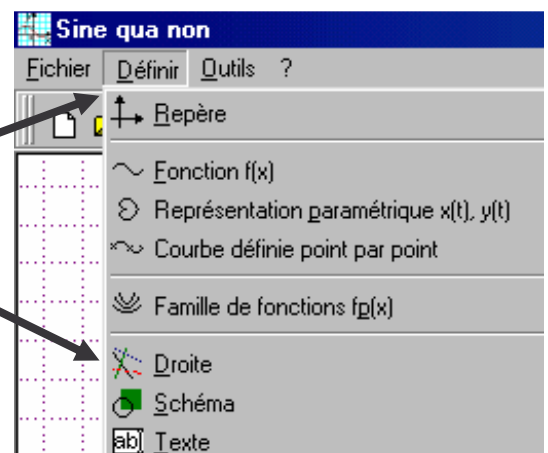 Sine qua non
Fichier Définir Outils ?
Repère
Fonction f(x)
Représentation paramétrique x(t), y(t)
Courbe définie point par point
Famille de fonctions fp(x)
Droite
Schéma
ab Texte